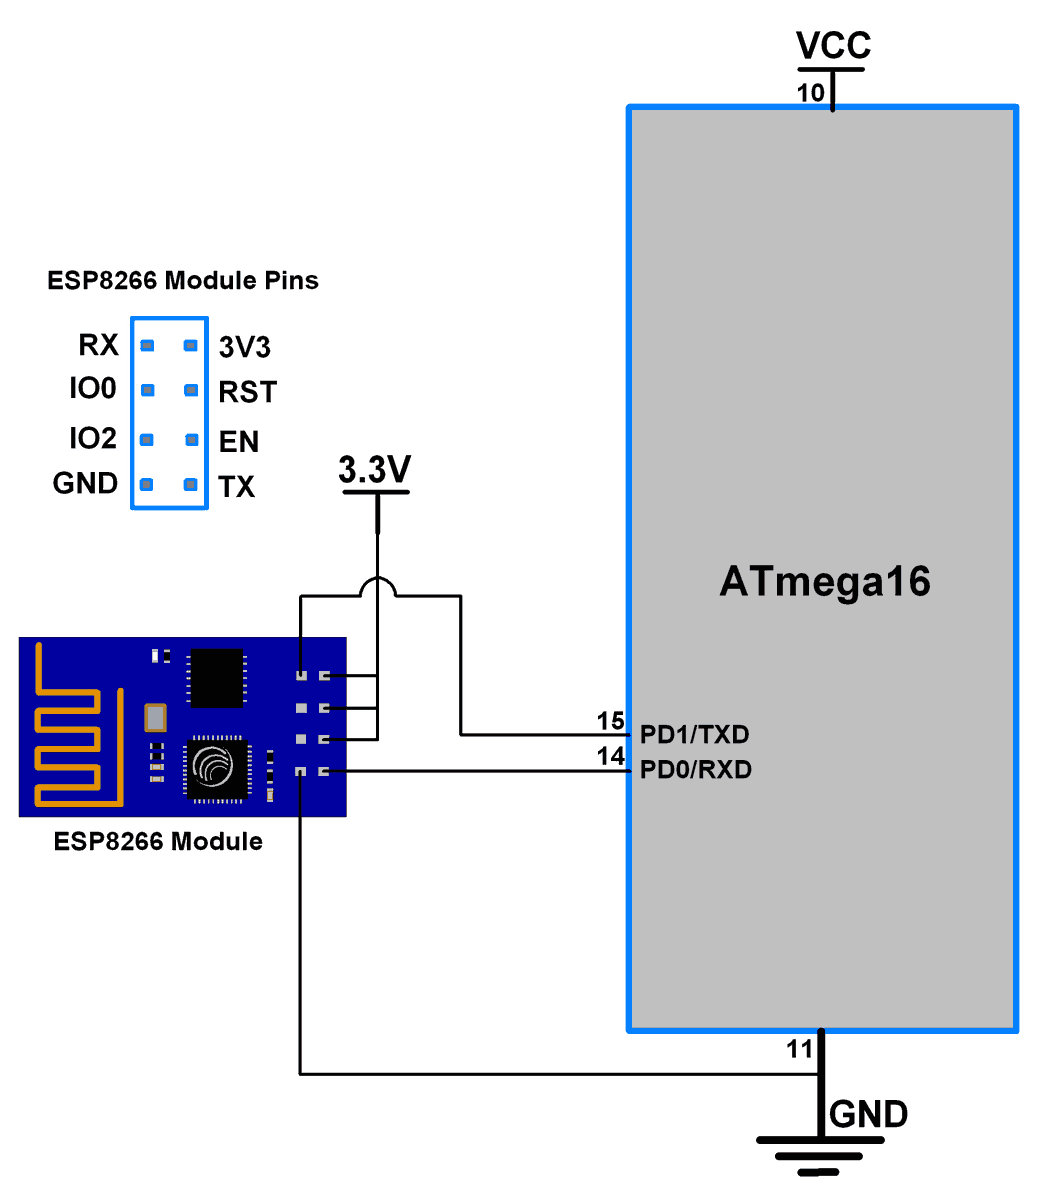 VCC
10
ESP8266 Module Pins
RX 3V3
IO0 RST
IO2 EN
GND TX
3.3V
ATmega16
15 PD1/TXD
14 PD0/RXD
ESP8266 Module
11
GND